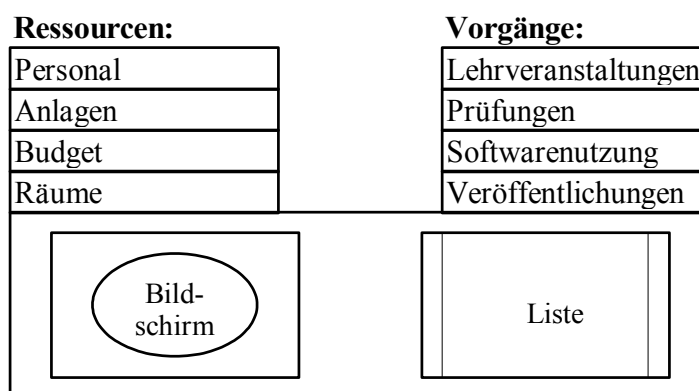 Ressourcen:
Personal
Anlagen
Budget
Räume
Vorgänge:
Lehrveranstaltungen
Prüfungen
Softwarenutzung
Veröffentlichungen
Bild-
schirm
Liste